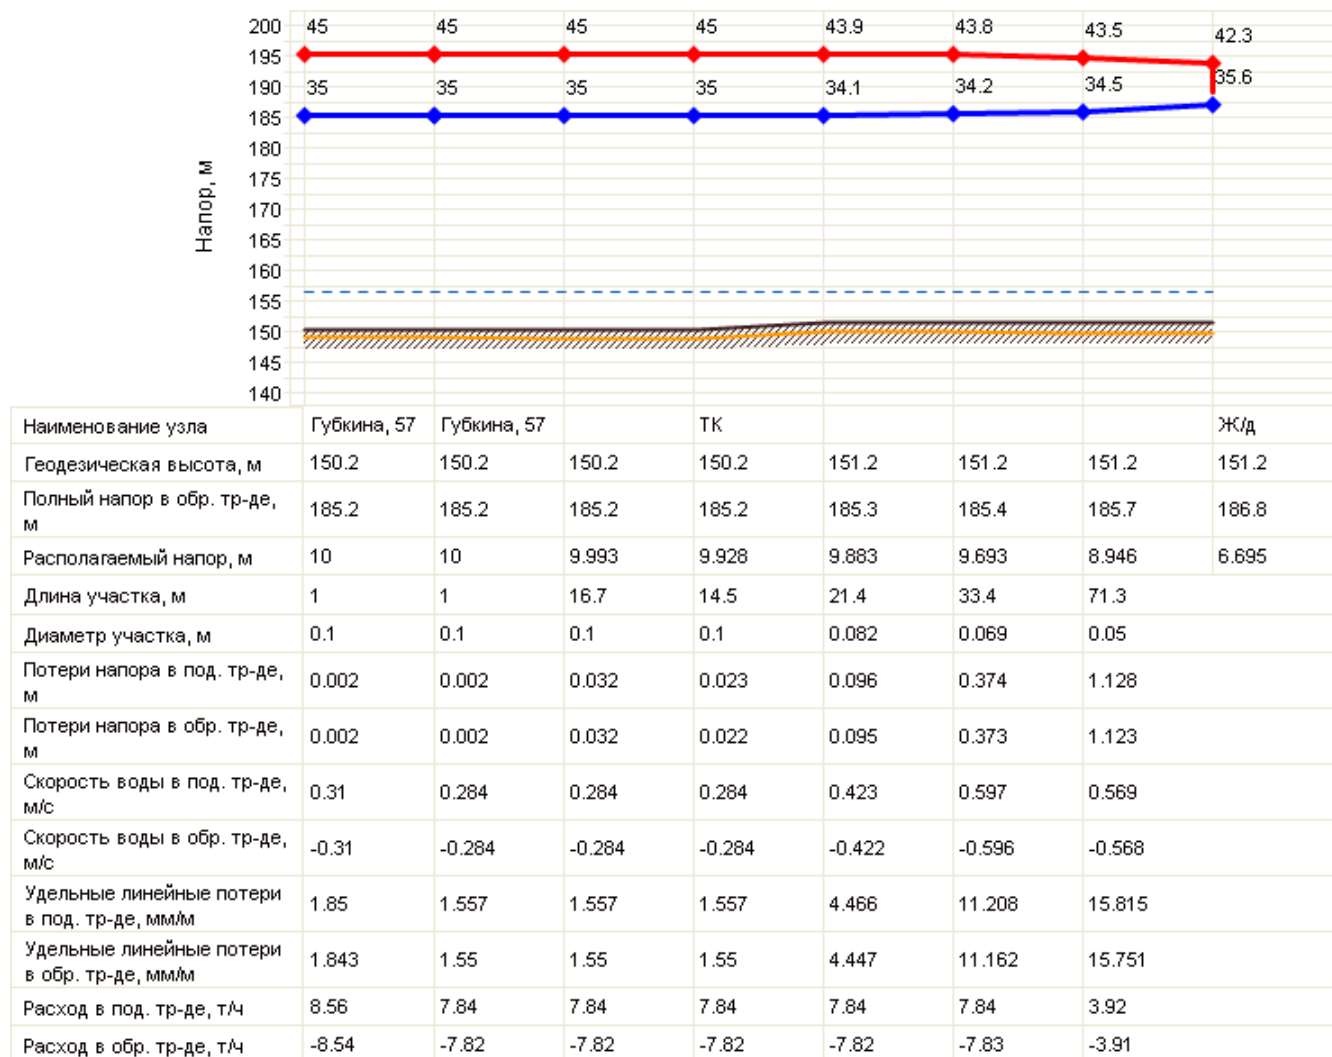 200 45 45 45 45 43.9 43.8 43.5 42.3
195
190 35 35 35 35 34.1 34.2 34.5 35.6
185
180
175
170
165
160
155
150
145
140
Напор, м
Наименование узла Губкина, 57 Губкина, 57 ТК Ж/д
Геодезическая высота, м 150.2 150.2 150.2 150.2 151.2 151.2 151.2 151.2
Полный напор в обр. тр-де,
м 185.2 185.2 185.2 185.2 185.3 185.4 185.7 186.8
Располагаемый напор, м 10 10 9.993 9.928 9.883 9.693 8.946 6.695
Длина участка, м 1 1 16.7 14.5 21.4 33.4 71.3
Диаметр участка, м 0.1 0.1 0.1 0.1 0.082 0.069 0.05
Потери напора в под. тр-де,
м 0.002 0.002 0.032 0.023 0.096 0.374 1.128
Потери напора в обр. тр-де,
м 0.002 0.002 0.032 0.022 0.095 0.373 1.123
Скорость воды в под. тр-де,
м/с 0.31 0.284 0.284 0.284 0.423 0.597 0.569
Скорость воды в обр. тр-де,
м/с -0.31 -0.284 -0.284 -0.284 -0.422 -0.596 -0.568
Удельные линейные потери
в под. тр-де, мм/м 1.85 1.557 1.557 1.557 4.466 11.208 15.815
Удельные линейные потери
в обр. тр-де, мм/м 1.843 1.55 1.55 1.55 4.447 11.162 15.751
Расход в под. тр-де, т/ч 8.56 7.84 7.84 7.84 7.84 7.84 3.92
Расход в обр. тр-де, т/ч -8.54 -7.82 -7.82 -7.82 -7.82 -7.83 -3.91